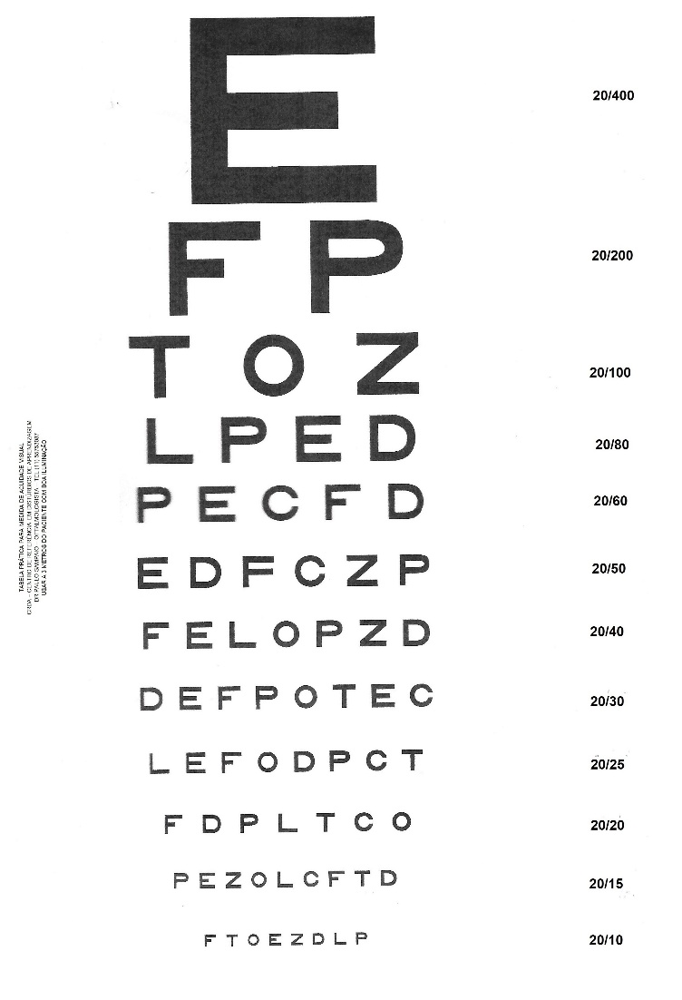 E 20/400
F P 20/200
T O Z 20/100
L P E D 20/80
P E C F D 20/60
E D F C Z P 20/50
F E L O P Z D 20/40
D E F P O T E C 20/30
L E F O D P C T 20/25
F D P L T C O 20/20
P E Z O L C F T D 20/15
F T O E Z D L P 20/10
TABELA PRÁTICA PARA MEDIDA DE ACUIDADE VISUAL
CRDA – CENTRO DE REFERÊNCIA EM DISTÚRBIOS DE APRENDIZAGEM
DR PAULO SAMPAIO OFTALMOLOGISTA TEL (11)
USAR A 3 METROS DO PACIENTE COM BOA ILUMINAÇÃO